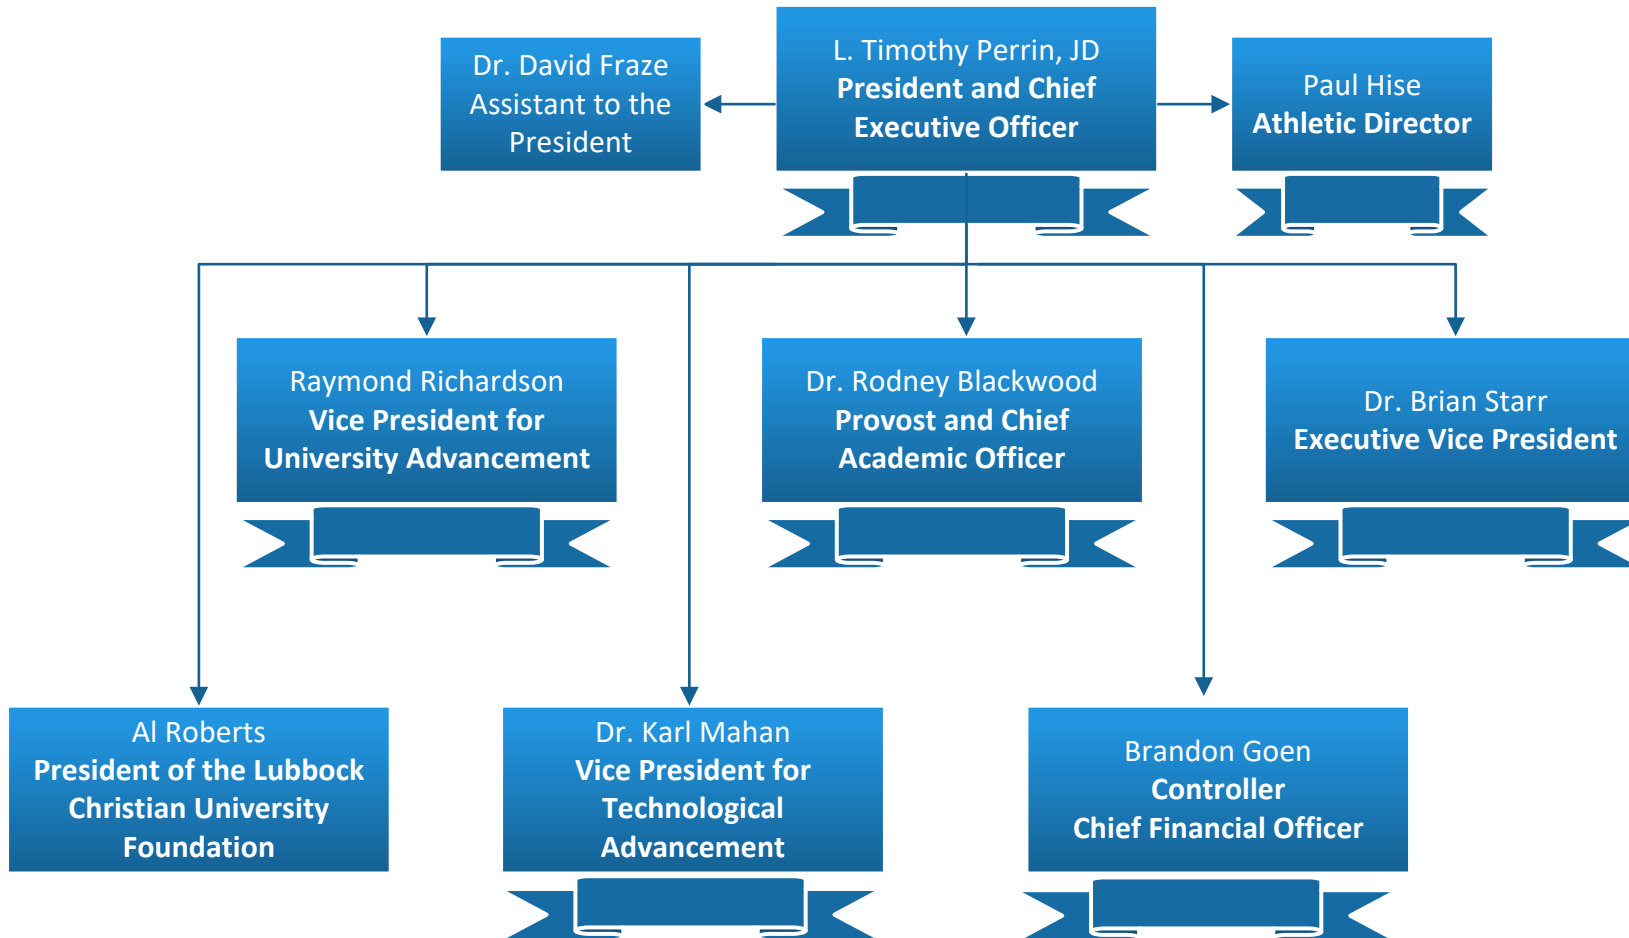 Dr. David Fraze
Assistant to the
President
L. Timothy Perrin, JD
President and Chief
Executive Officer
Paul Hise
Athletic Director
Raymond Richardson
Vice President for
University Advancement
Dr. Rodney Blackwood
Provost and Chief
Academic Officer
Dr. Brian Starr
Executive Vice President
Al Roberts
President of the Lubbock
Christian University
Foundation
Dr. Karl Mahan
Vice President for
Technological
Advancement
Brandon Goen
Controller
Chief Financial Officer